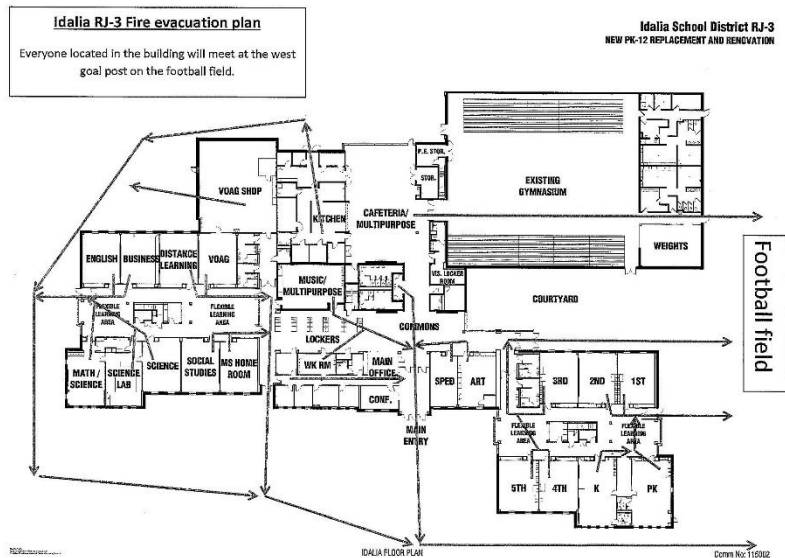 Idalia RJ-3 Fire evacuation plan
Everyone located in the building will meet at the west
goal post on the football field.
Idalia School District RJ-3
NEW PK-12 REPLACEMENT AND RENOVATION
P.E. STOR.
STOR.
VOAG SHOP
KITCHEN
CAFETERIA/
MULTIPURPOSE
EXISTING
GYMNASIUM
WEIGHTS
ENGLISH
BUSINESS
DISTANCE
LEARNING
VOAG
MUSIC/
MULTIPURPOSE
VIS. LOCKER
ROOM
COURTYARD
Football field
FLEXIBLE
LEARNING
AREA
FLEXIBLE
LEARNING
AREA
LOCKERS
COMMONS
MATH /
SCIENCE
SCIENCE
LAB
SCIENCE
SOCIAL
STUDIES
MS HOME
ROOM
WK RM
MAIN
OFFICE
CONF.
SPED
ART
3RD
2ND
1ST
MAIN
ENTRY
FLEXIBLE
LEARNING
AREA
FLEXIBLE
LEARNING
AREA
5TH
4TH
K
PK
IDALIA FLOOR PLAN